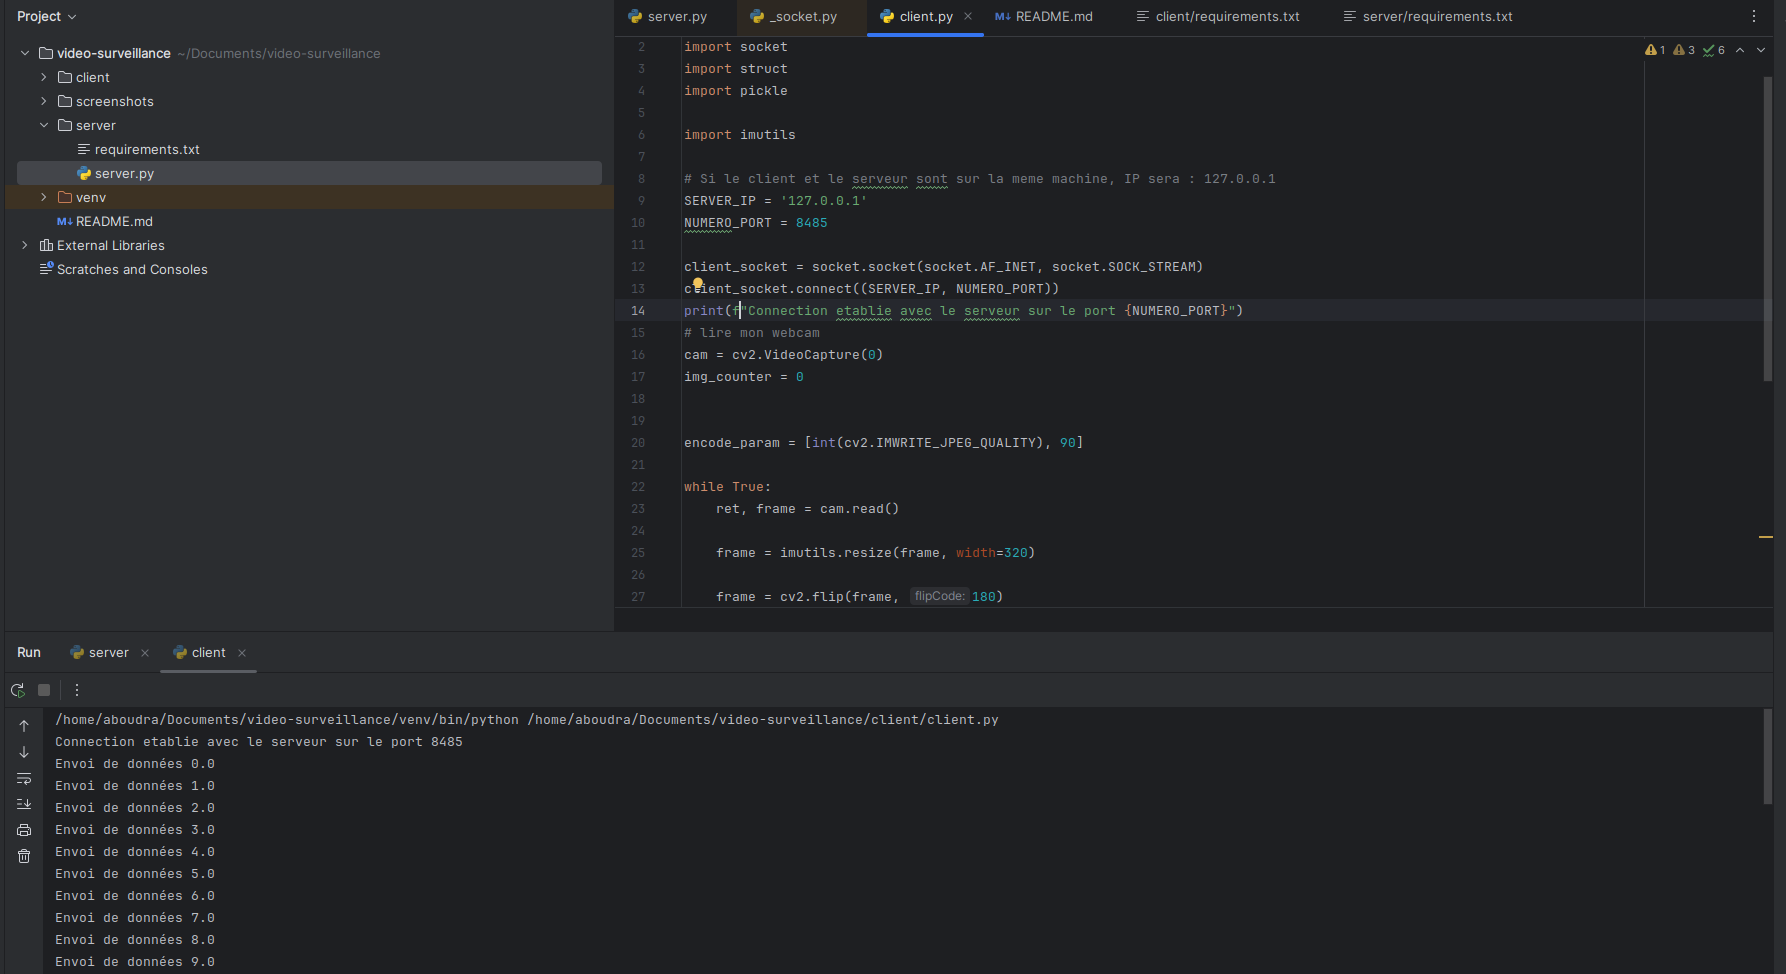 Project
server.py
_socket.py
client.py
README.md
client/requirements.txt
server/requirements.txt
video-surveillance ~/Documents/video-surveillance
client
screenshots
server
requirements.txt
server.py
venv
README.md
External Libraries
Scratches and Consoles
1 3 6
2 import socket
3 import struct
4 import pickle
5
6 import imutils
7
8 # Si le client et le serveur sont sur la meme machine, IP sera : 127.0.0.1
9 SERVER_IP = '127.0.0.1'
10 NUMERO_PORT = 8485
11
12 client_socket = socket.socket(socket.AF_INET, socket.SOCK_STREAM)
13 client_socket.connect((SERVER_IP, NUMERO_PORT))
14 print(f"Connection etablie avec le serveur sur le port {NUMERO_PORT}")
15 # lire mon webcam
16 cam = cv2.VideoCapture(0)
17 img_counter = 0
18
19
20 encode_param = [int(cv2.IMWRITE_JPEG_QUALITY), 90]
21
22 while True:
23 ret, frame = cam.read()
24
25 frame = imutils.resize(frame, width=320)
26
27 frame = cv2.flip(frame, flipCode: 180)
Run
server
client
/home/aboudra/Documents/video-surveillance/venv/bin/python /home/aboudra/Documents/video-surveillance/client/client.py
Connection etablie avec le serveur sur le port 8485
Envoi de données 0.0
Envoi de données 1.0
Envoi de données 2.0
Envoi de données 3.0
Envoi de données 4.0
Envoi de données 5.0
Envoi de données 6.0
Envoi de données 7.0
Envoi de données 8.0
Envoi de données 9.0